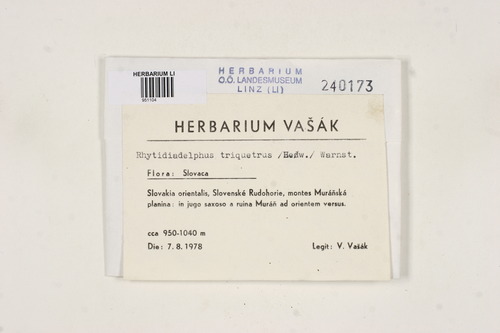 HERBARIUM LI
951104
HERBARIUM
O.Ö. LANDESMUSEUM
LINZ (LI)
240173
HERBARIUM VAŠÁK
Rhytidiadelphus triquetrus /Hedw./ Warnst.
Flora: Slovaca
Slovakia orientalis, Slovenské Rudohorie, montes Muráňská
planina: in jugo saxoso a ruina Muráň ad orientem versus.
cca 950-1040 m
Die: 7. 8. 1978
Legit: V. Vašák